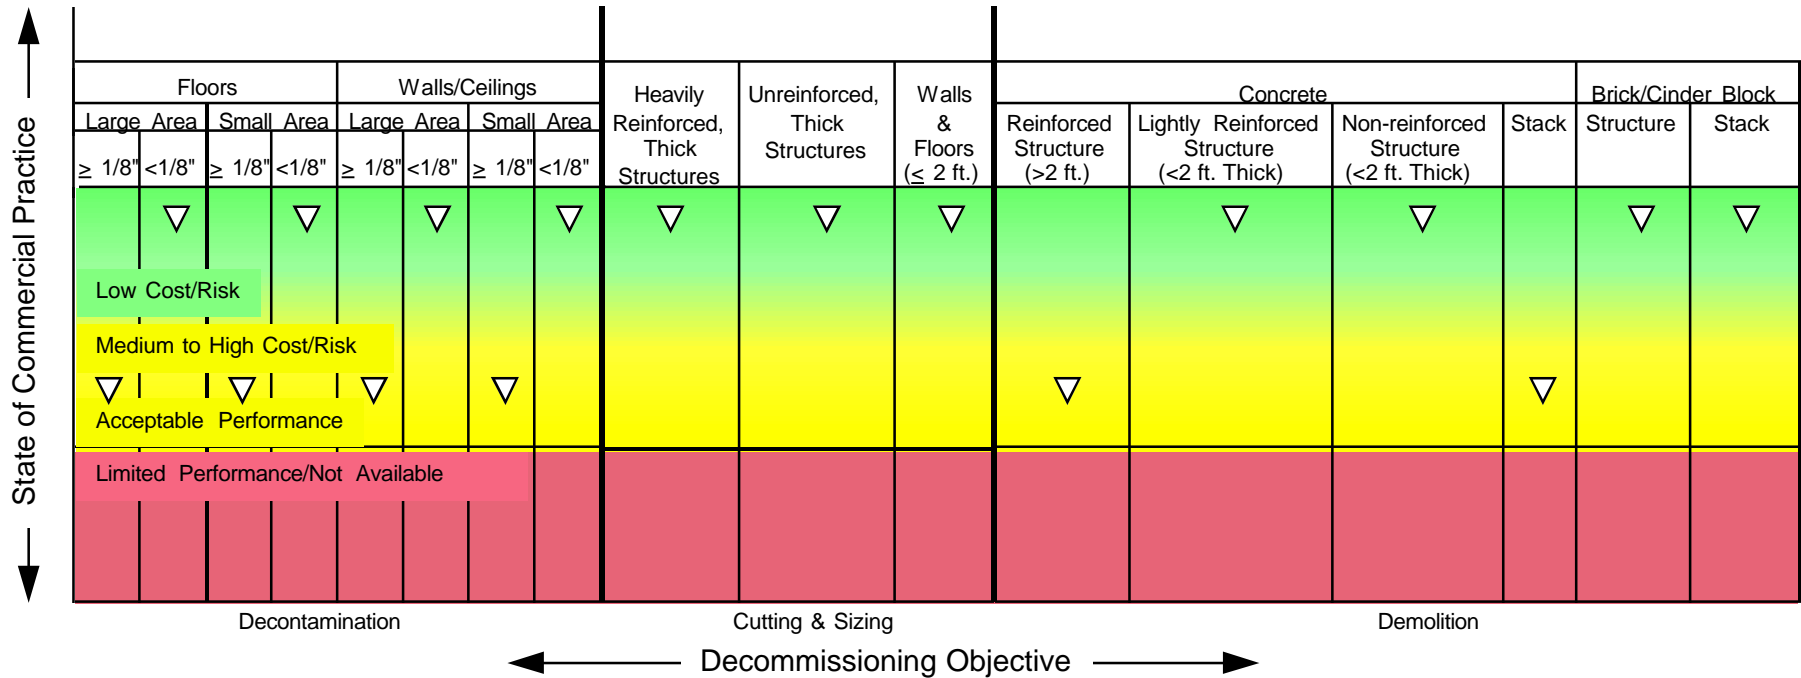 State of Commercial Practice
Floors
Walls/Ceilings
Large Area
Small Area
Large Area
Small Area
≥ 1/8"
<1/8"
≥ 1/8"
<1/8"
≥ 1/8"
<1/8"
≥ 1/8"
<1/8"
Heavily
Reinforced,
Thick
Structures
Unreinforced,
Thick
Structures
Walls
&
Floors
(≤ 2 ft.)
Concrete
Reinforced
Structure
(>2 ft.)
Lightly Reinforced
Structure
(<2 ft. Thick)
Non-reinforced
Structure
(<2 ft. Thick)
Stack
Brick/Cinder Block
Structure
Stack
Low Cost/Risk
Medium to High Cost/Risk
Acceptable Performance
Limited Performance/Not Available
Decontamination
Cutting & Sizing
Demolition
Decommissioning Objective